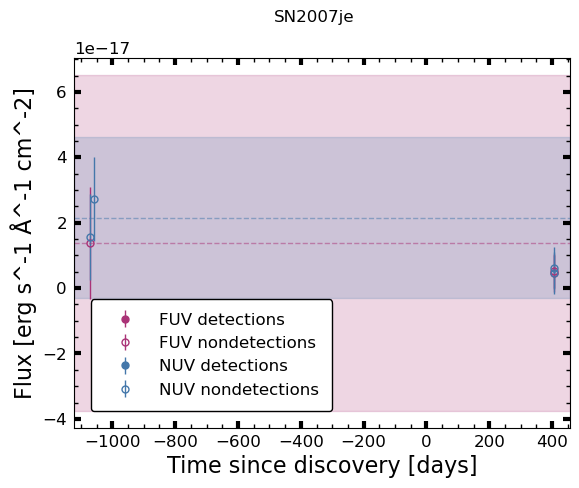 SN2007je
1e−17
Flux [erg s^-1 Å^-1 cm^-2]
6
4
2
0
−2
−4
FUV detections
FUV nondetections
NUV detections
NUV nondetections
−1000 −800 −600 −400 −200 0 200 400
Time since discovery [days]